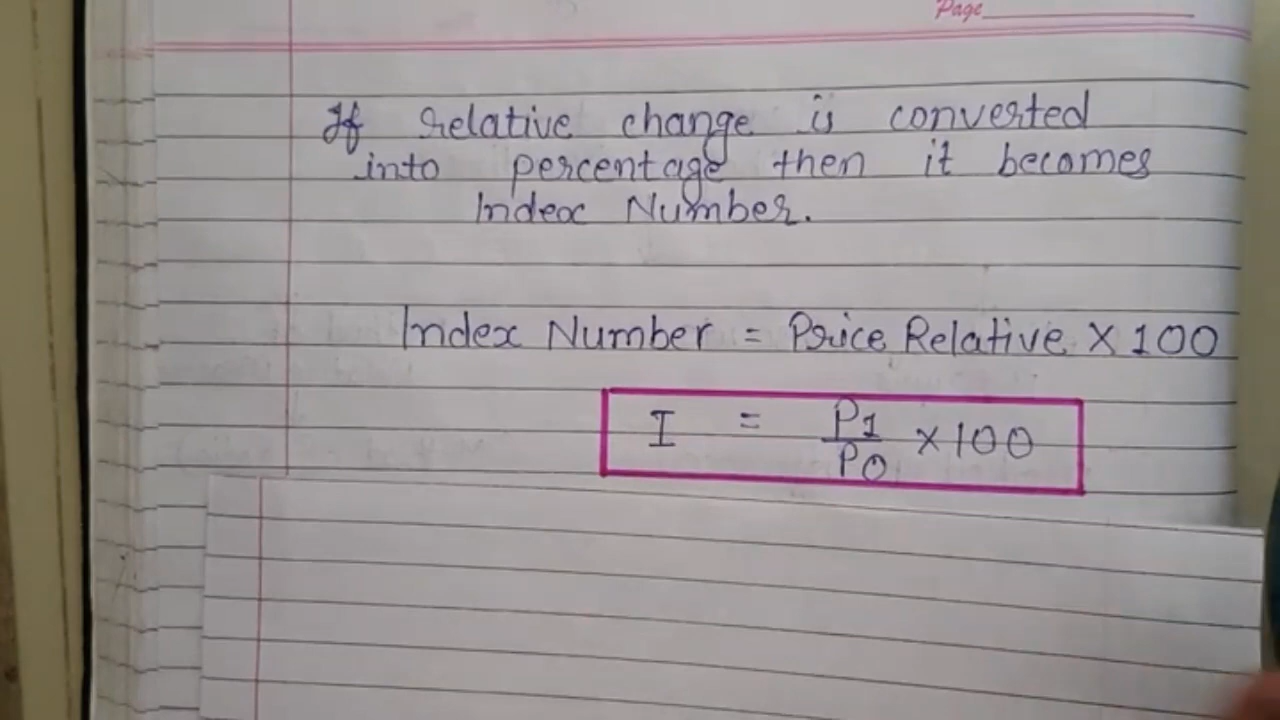 Page
If relative change is converted
into percentage then it becomes
Index Number.
Index Number = Price Relative × 100
I = P1/P0 × 100